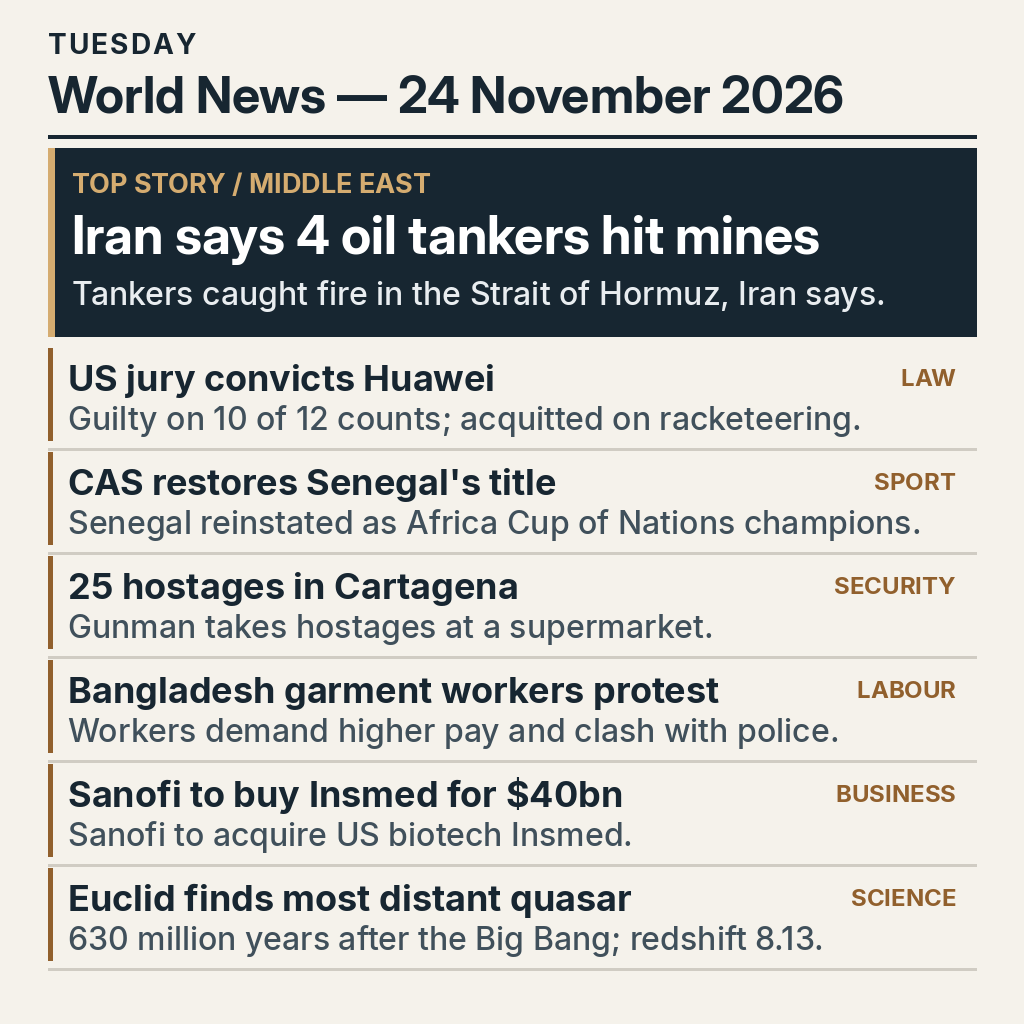 TUESDAY
World News — 24 November 2026
TOP STORY / MIDDLE EAST
Iran says 4 oil tankers hit mines
Tankers caught fire in the Strait of Hormuz, Iran says.
US jury convicts Huawei
LAW
Guilty on 10 of 12 counts; acquitted on racketeering.
CAS restores Senegal's title
SPORT
Senegal reinstated as Africa Cup of Nations champions.
25 hostages in Cartagena
SECURITY
Gunman takes hostages at a supermarket.
Bangladesh garment workers protest
LABOUR
Workers demand higher pay and clash with police.
Sanofi to buy Insmed for $40bn
BUSINESS
Sanofi to acquire US biotech Insmed.
Euclid finds most distant quasar
SCIENCE
630 million years after the Big Bang; redshift 8.13.